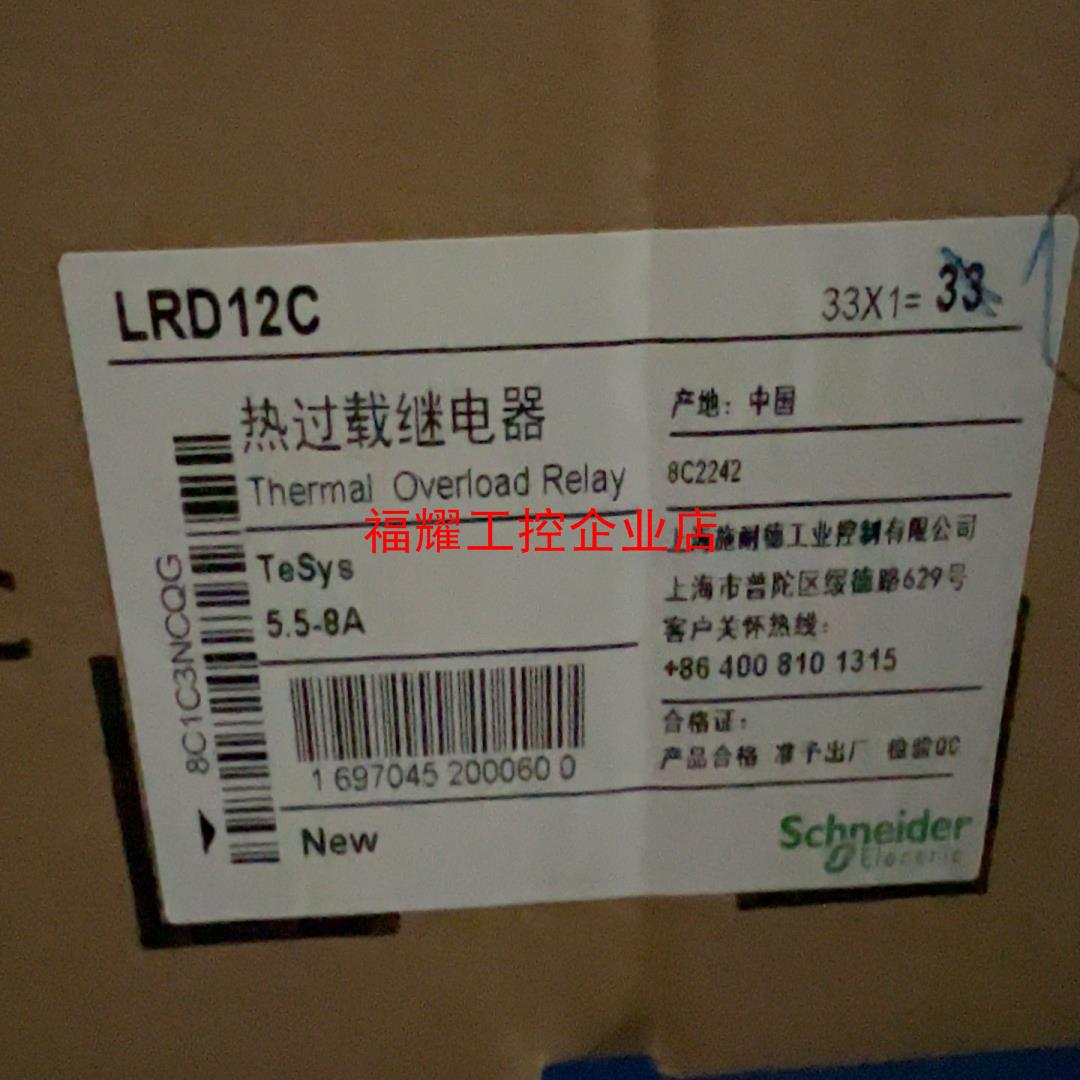 LRD12C
33X1= 33
热过载继电器
Thermal Overload Relay
TeSys
5.5-8A
8C1C3NCQG
1 697045 200060 0
New
产地：中国
8C2242
上海施耐德工业控制有限公司
上海市普陀区绥德路629号
客户关怀热线：
+86 400 810 1315
合格证：
产品合格 准予出厂 检验QC
Schneider
Electric
福耀工控企业店